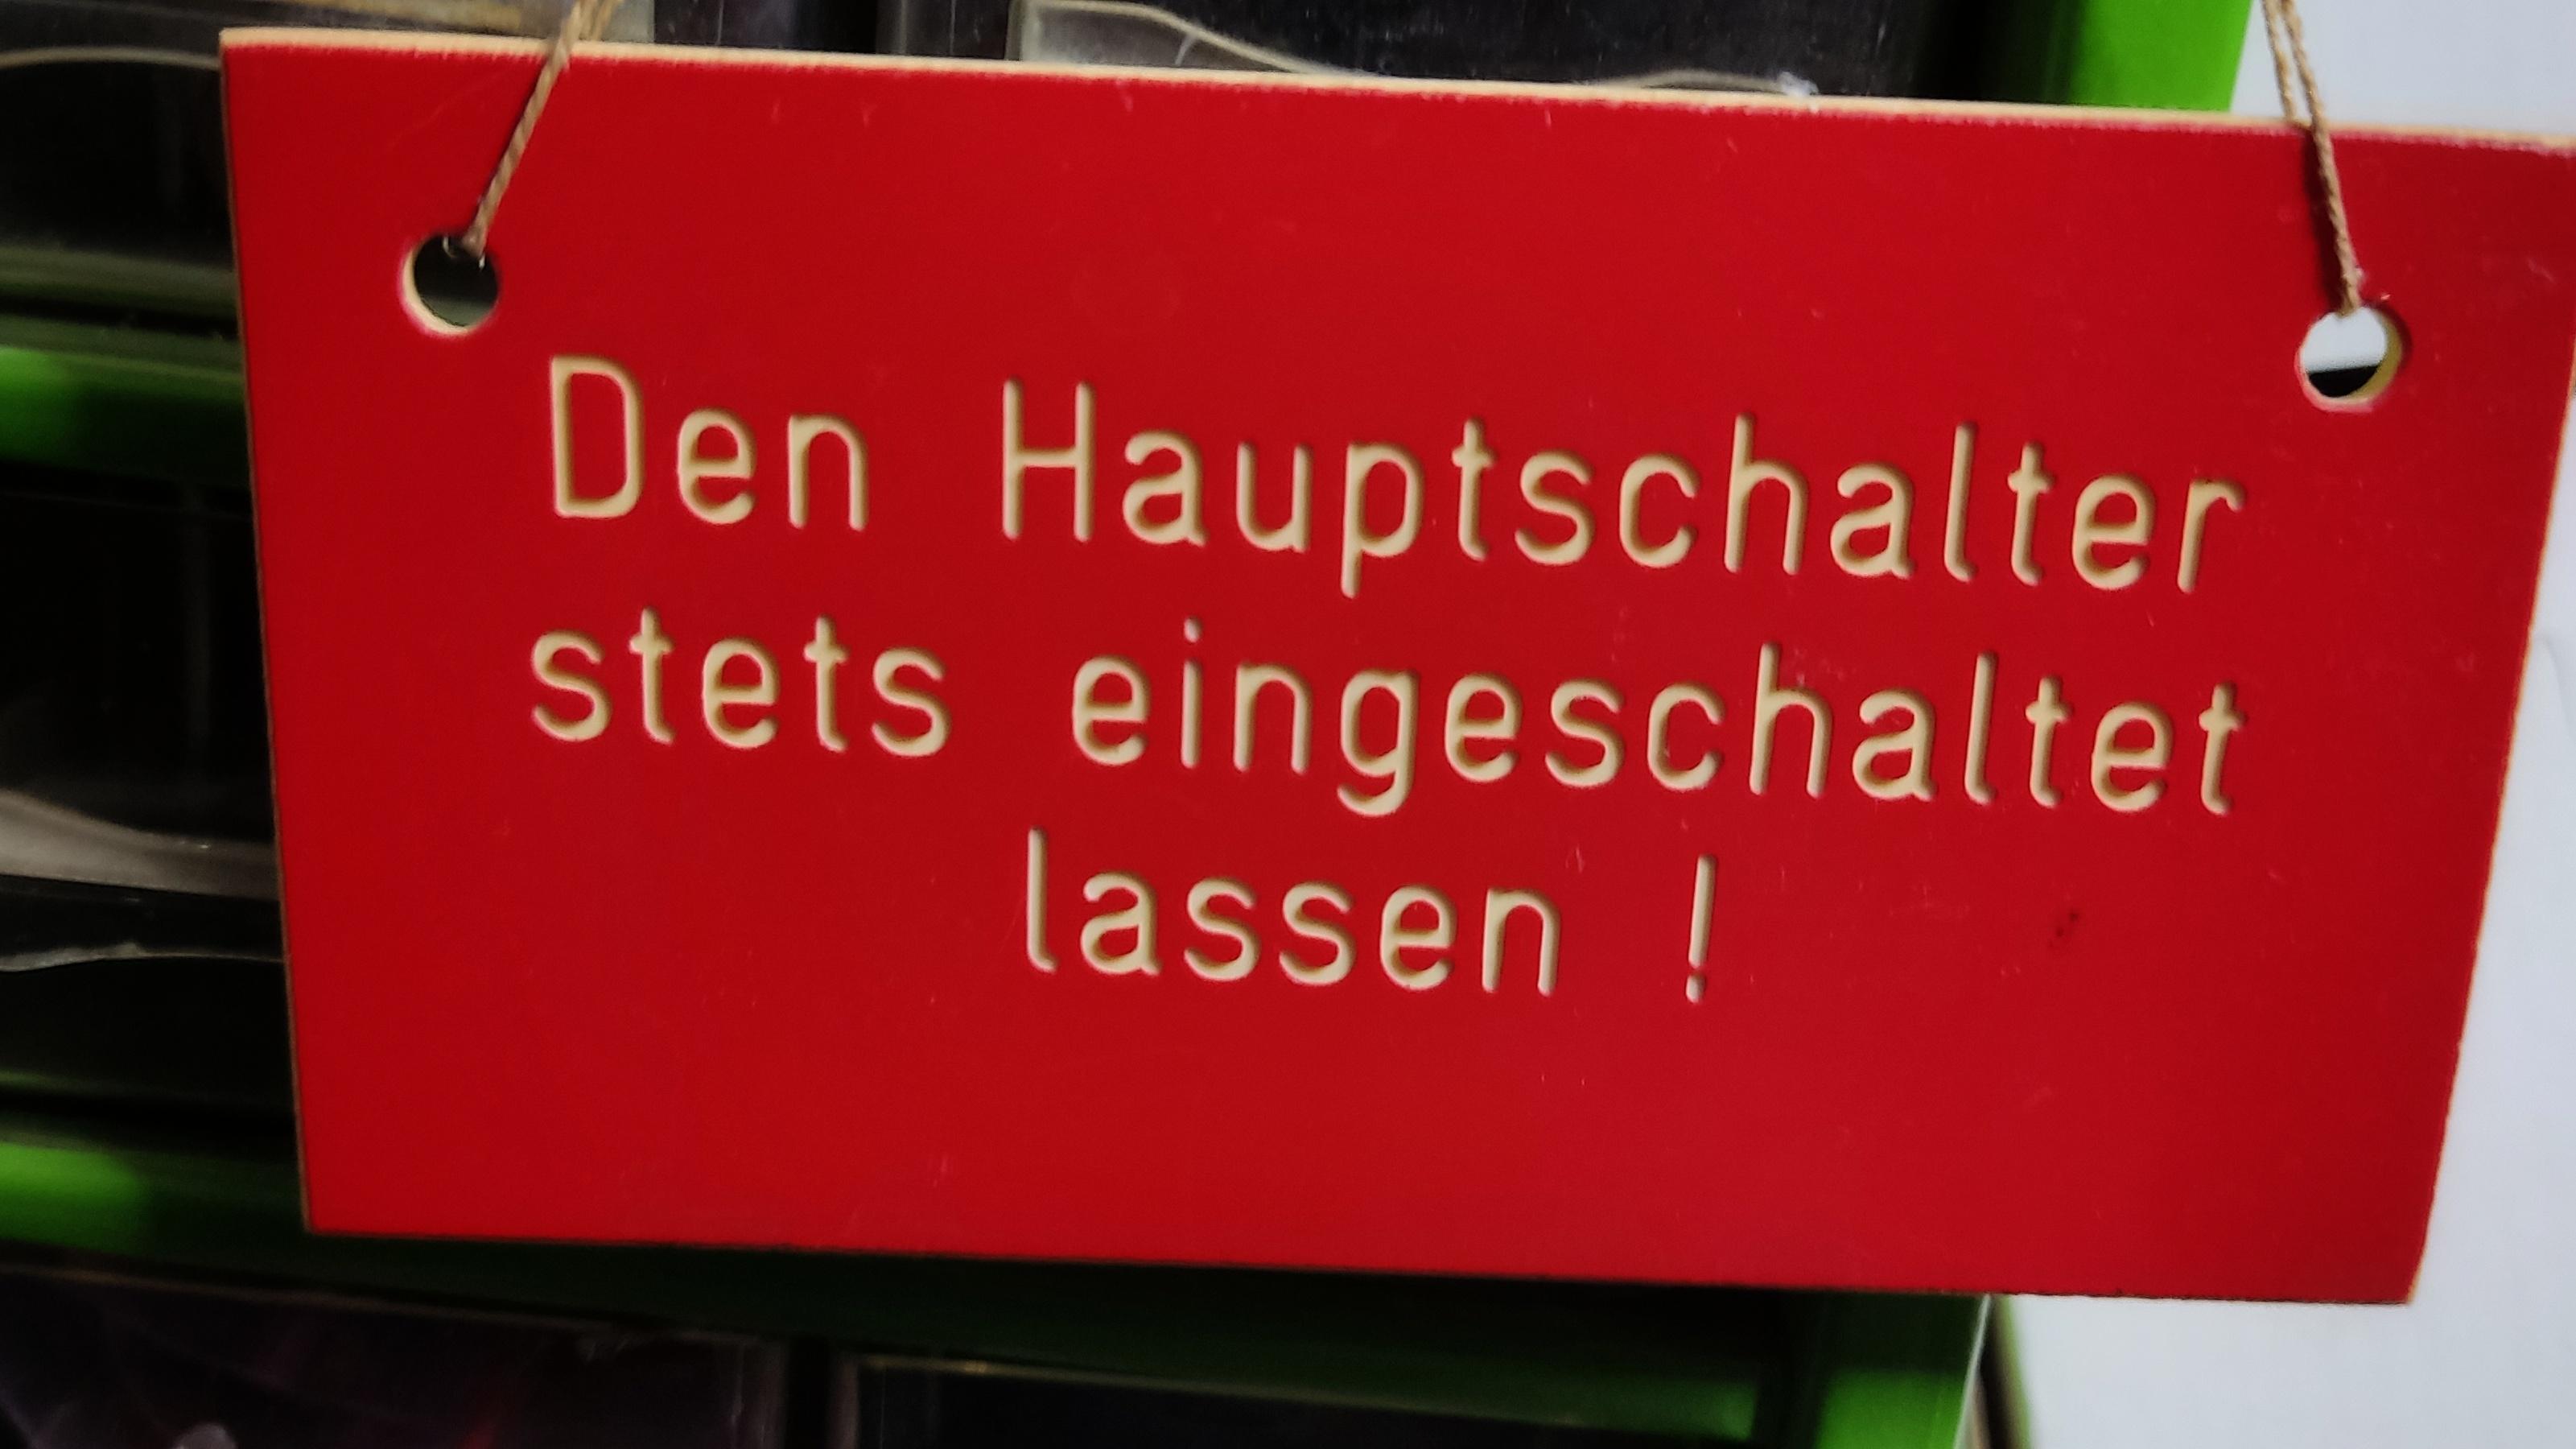 Den Hauptschalter
stets eingeschaltet
lassen !